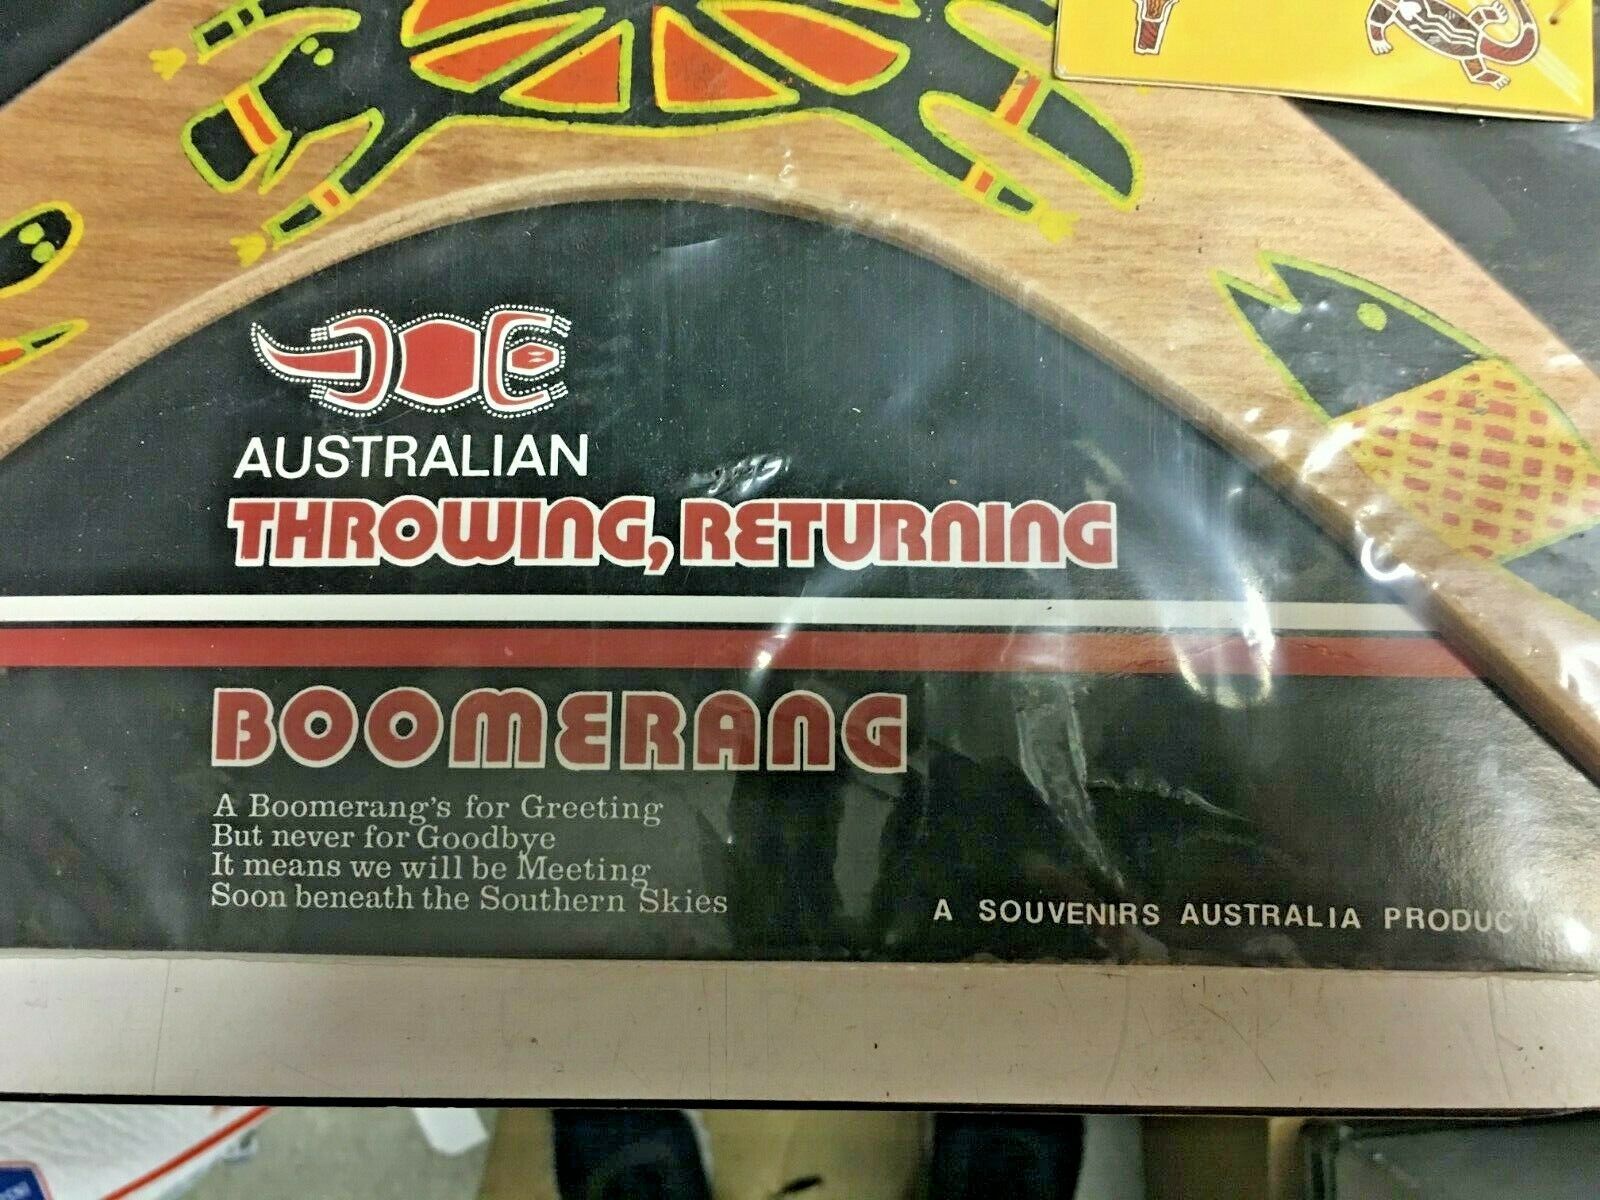 AUSTRALIAN
THROWING, RETURNING
BOOMERANG
A Boomerang's for Greeting
But never for Goodbye
It means we will be Meeting
Soon beneath the Southern Skies
A SOUVENIRS AUSTRALIA PRODUCT